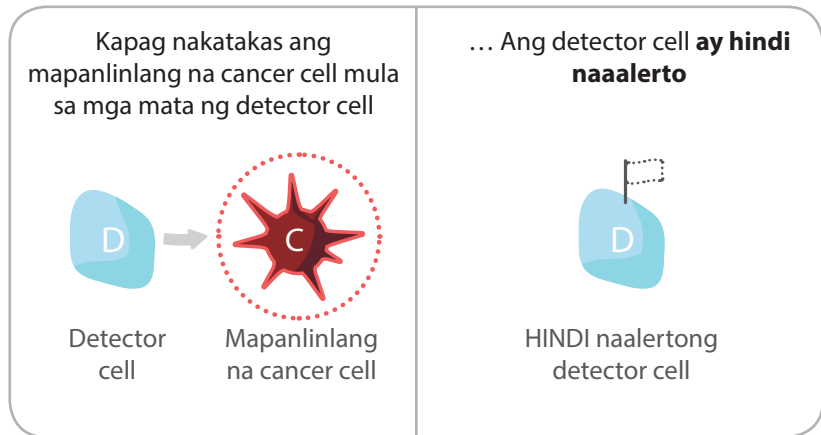 Kapag nakatakas ang
mapanlinlang na cancer cell mula
sa mga mata ng detector cell
D
C
Detector
cell
Mapanlinlang
na cancer cell
… Ang detector cell ay hindi
naaalerto
D
HINDI naalertong
detector cell